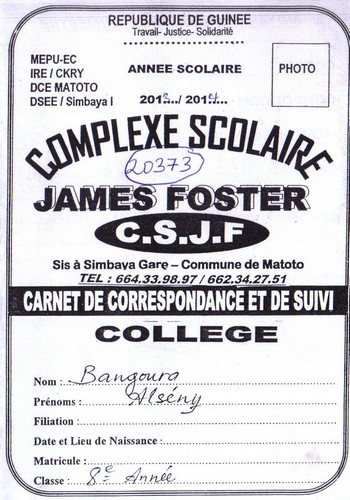 REPUBLIQUE DE GUINEE
Travail- Justice- Solidarité
MEPU-EC
IRE / CKRY
DCE MATOTO
DSEE / Simbaya I
ANNEE SCOLAIRE
2013.../ 2014...
PHOTO
COMPLEXE SCOLAIRE
20373
JAMES FOSTER
C.S.J.F
Sis à Simbaya Gare – Commune de Matoto
TEL : 664.33.98.97 / 662.34.27.51
CARNET DE CORRESPONDANCE ET DE SUIVI
COLLEGE
Nom : Bangoura
Prénoms : Alsény
Filiation :
Date et Lieu de Naissance :
Matricule :
Classe : 8e Année